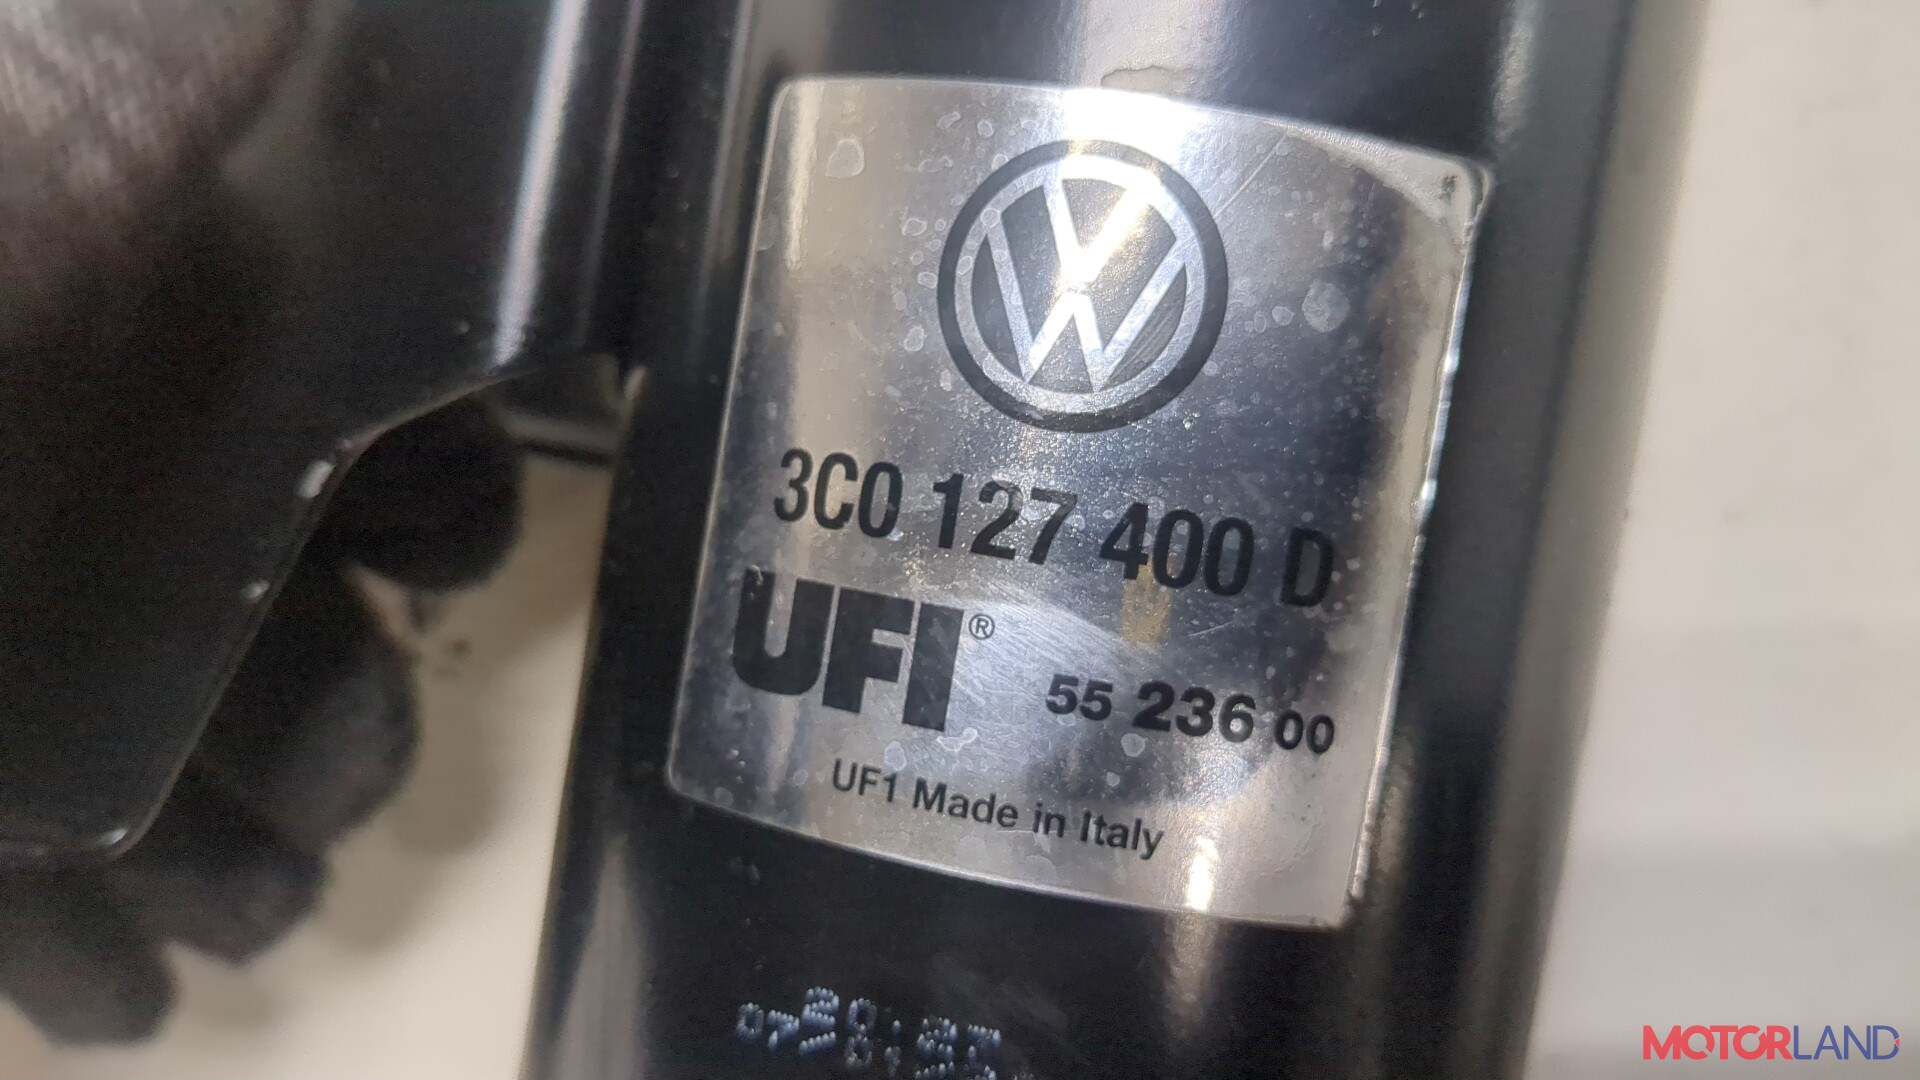 3C0 127 400 D
UFI®
55 236 00
UF1 Made in Italy
MOTORLAND